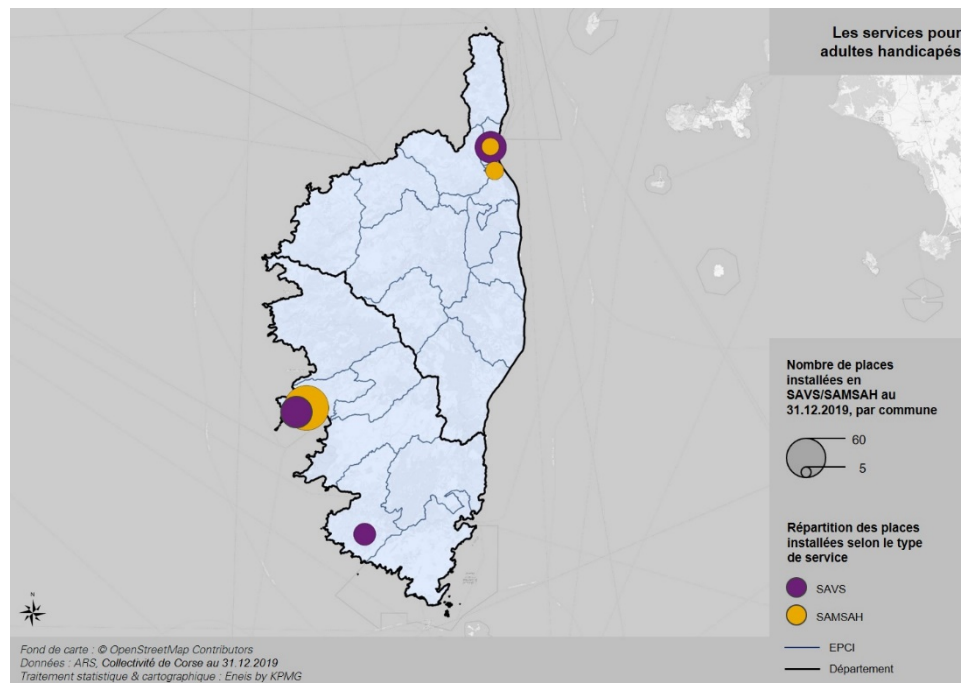 Les services pour
adultes handicapés
Nombre de places
installées en
SAVS/SAMSAH au
31.12.2019, par commune
60
5
Répartition des places
installées selon le type
de service
SAVS
SAMSAH
EPCI
Département
N
Fond de carte : © OpenStreetMap Contributors
Données : ARS, Collectivité de Corse au 31.12.2019
Traitement statistique & cartographique : Eneis by KPMG